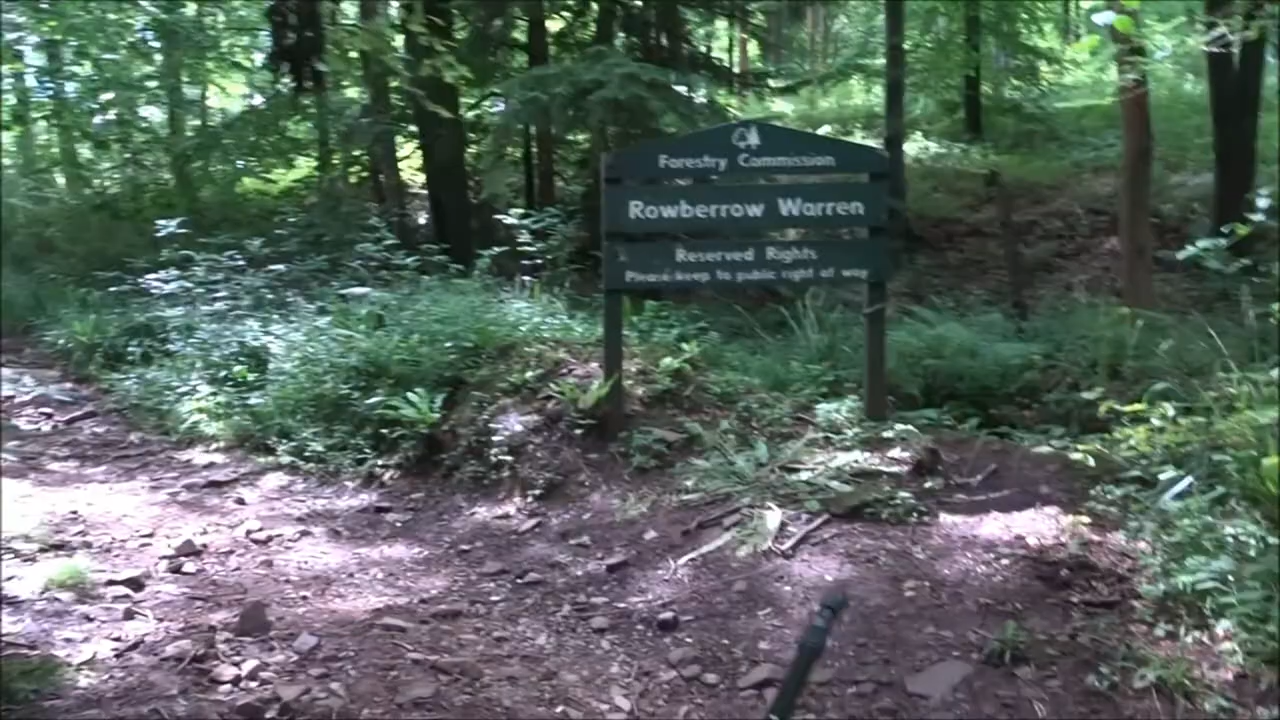 Forestry Commission
Rowberrow Warren
Reserved Rights
Please keep to public right of way